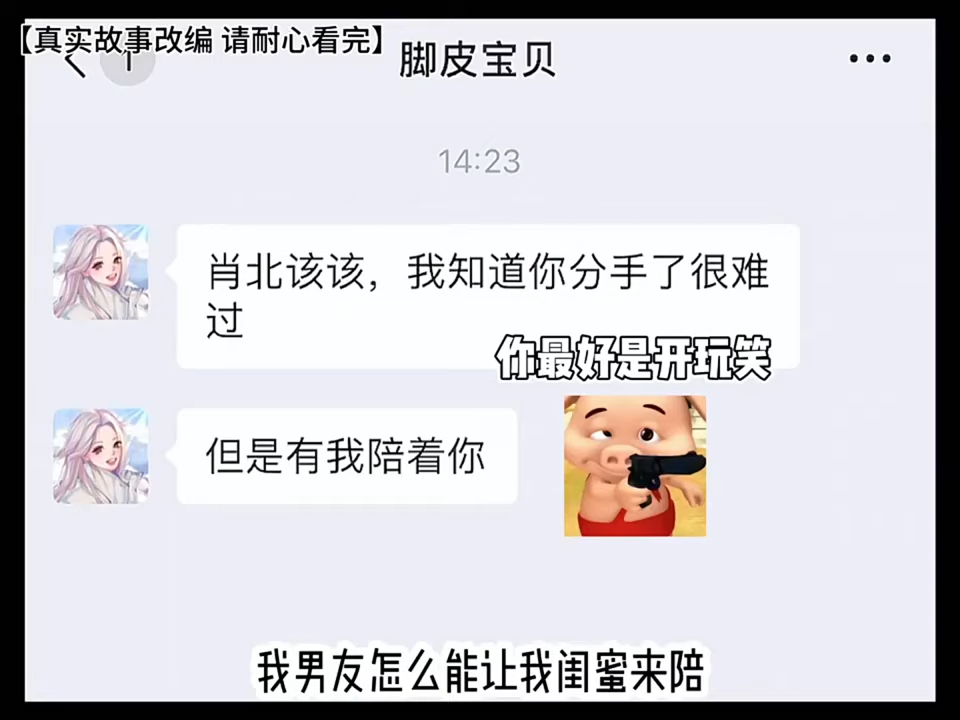 【真实故事改编 请耐心看完】
1
脚皮宝贝
14:23
肖北该该，我知道你分手了很难
过
你最好是开玩笑
但是有我陪着你
我男友怎么能让我闺蜜来陪